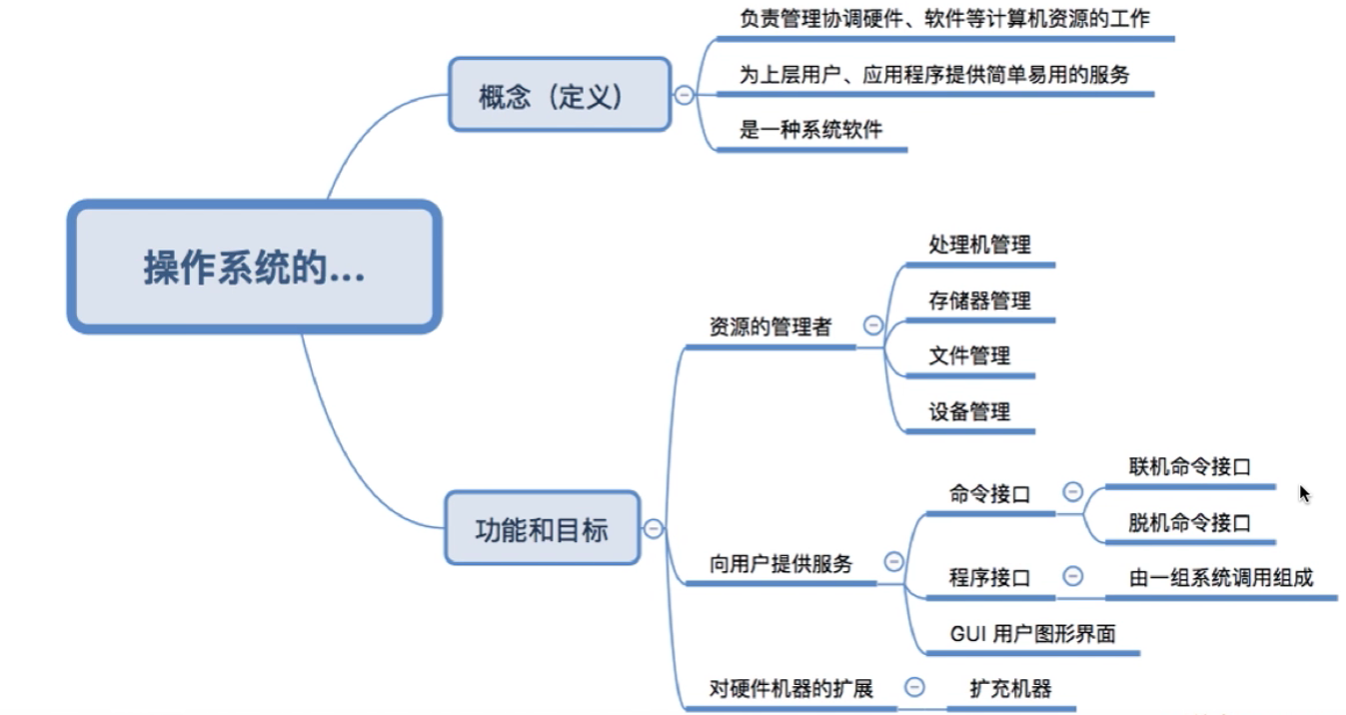 负责管理协调硬件、软件等计算机资源的工作
概念（定义）
为上层用户、应用程序提供简单易用的服务
是一种系统软件
操作系统的...
处理机管理
存储器管理
资源的管理者
文件管理
设备管理
联机命令接口
命令接口
脱机命令接口
功能和目标
向用户提供服务
程序接口
由一组系统调用组成
GUI 用户图形界面
对硬件机器的扩展
扩充机器